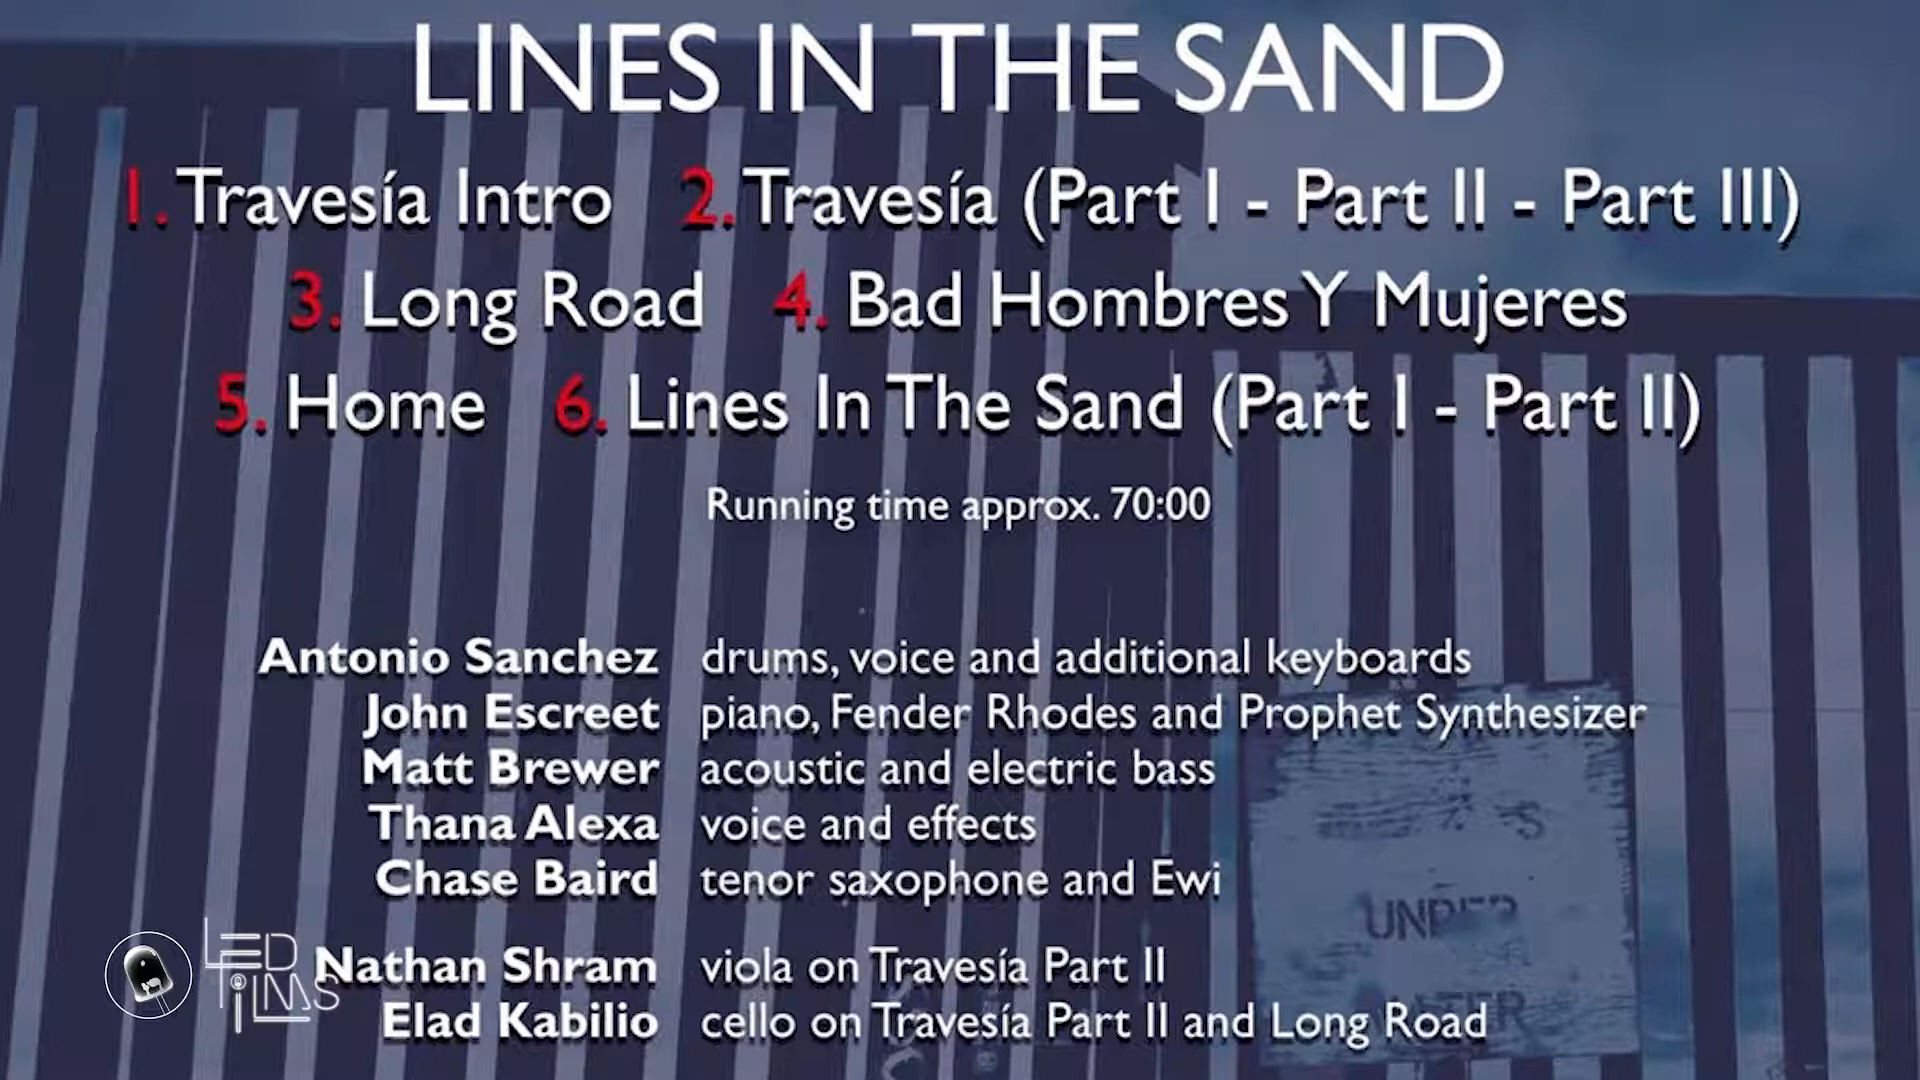 LINES IN THE SAND
1. Travesía Intro 2. Travesía (Part I - Part II - Part III)
3. Long Road 4. Bad Hombres Y Mujeres
5. Home 6. Lines In The Sand (Part I - Part II)
Running time approx. 70:00
Antonio Sanchez drums, voice and additional keyboards
John Escreet piano, Fender Rhodes and Prophet Synthesizer
Matt Brewer acoustic and electric bass
Thana Alexa voice and effects
Chase Baird tenor saxophone and Ewi
UNDER
Nathan Shram viola on Travesía Part II
Elad Kabilio cello on Travesía Part II and Long Road
LED
FILMS